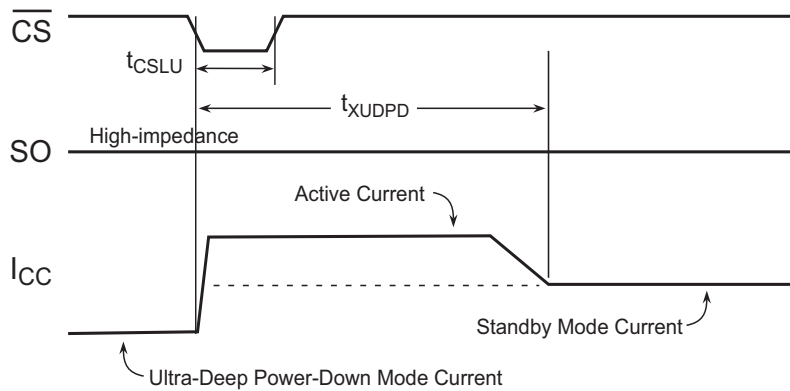 CS
tCSLU
tXUDPD
High-impedance
SO
Active Current
ICC
Standby Mode Current
Ultra-Deep Power-Down Mode Current